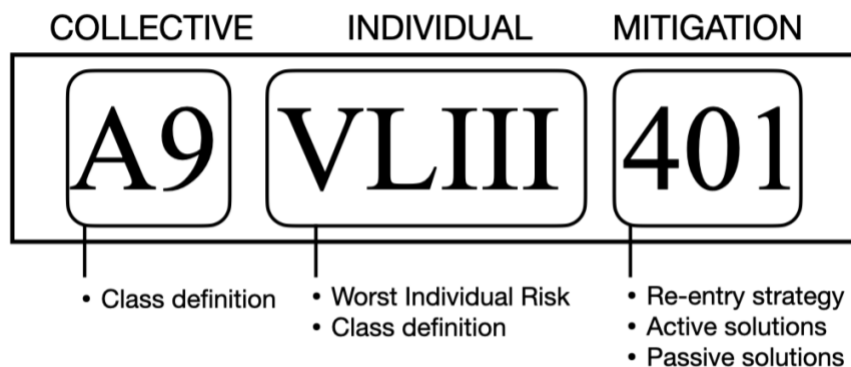 COLLECTIVE INDIVIDUAL MITIGATION
A9 VLIII 401
• Class definition
• Worst Individual Risk
• Class definition
• Re-entry strategy
• Active solutions
• Passive solutions